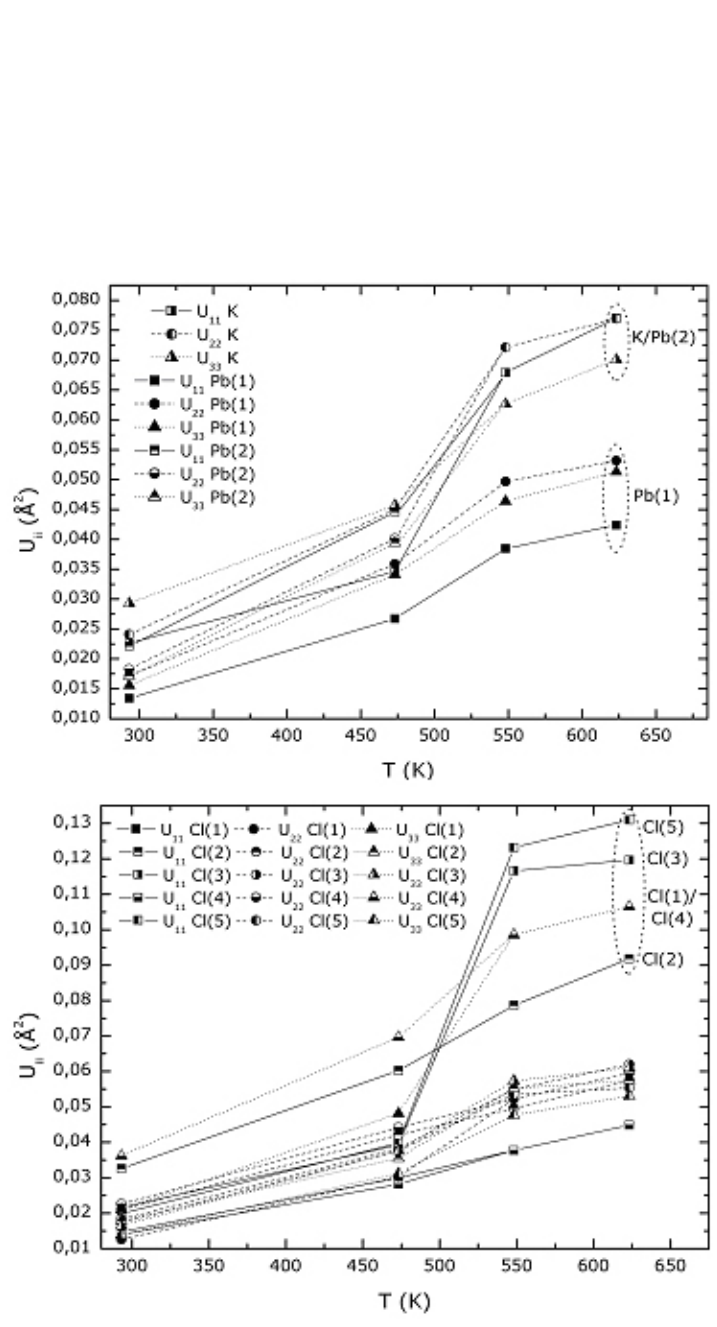 0,080
0,075
0,070
0,065
0,060
0,055
0,050
0,045
0,040
0,035
0,030
0,025
0,020
0,015
0,010
U_ii (Å²)
U₁₁ K
U₂₂ K
U₃₃ K
U₁₁ Pb(1)
U₂₂ Pb(1)
U₃₃ Pb(1)
U₁₁ Pb(2)
U₂₂ Pb(2)
U₃₃ Pb(2)
K/Pb(2)
Pb(1)
300 350 400 450 500 550 600 650
T (K)
0,13
0,12
0,11
0,10
0,09
0,08
0,07
0,06
0,05
0,04
0,03
0,02
0,01
U_ii (Å²)
U₁₁ Cl(1) U₂₂ Cl(1) U₃₃ Cl(1)
U₁₁ Cl(2) U₂₂ Cl(2) U₃₃ Cl(2)
U₁₁ Cl(3) U₂₂ Cl(3) U₃₃ Cl(3)
U₁₁ Cl(4) U₂₂ Cl(4) U₃₃ Cl(4)
U₁₁ Cl(5) U₂₂ Cl(5) U₃₃ Cl(5)
Cl(5)
Cl(3)
Cl(1)/
Cl(4)
Cl(2)
300 350 400 450 500 550 600 650
T (K)